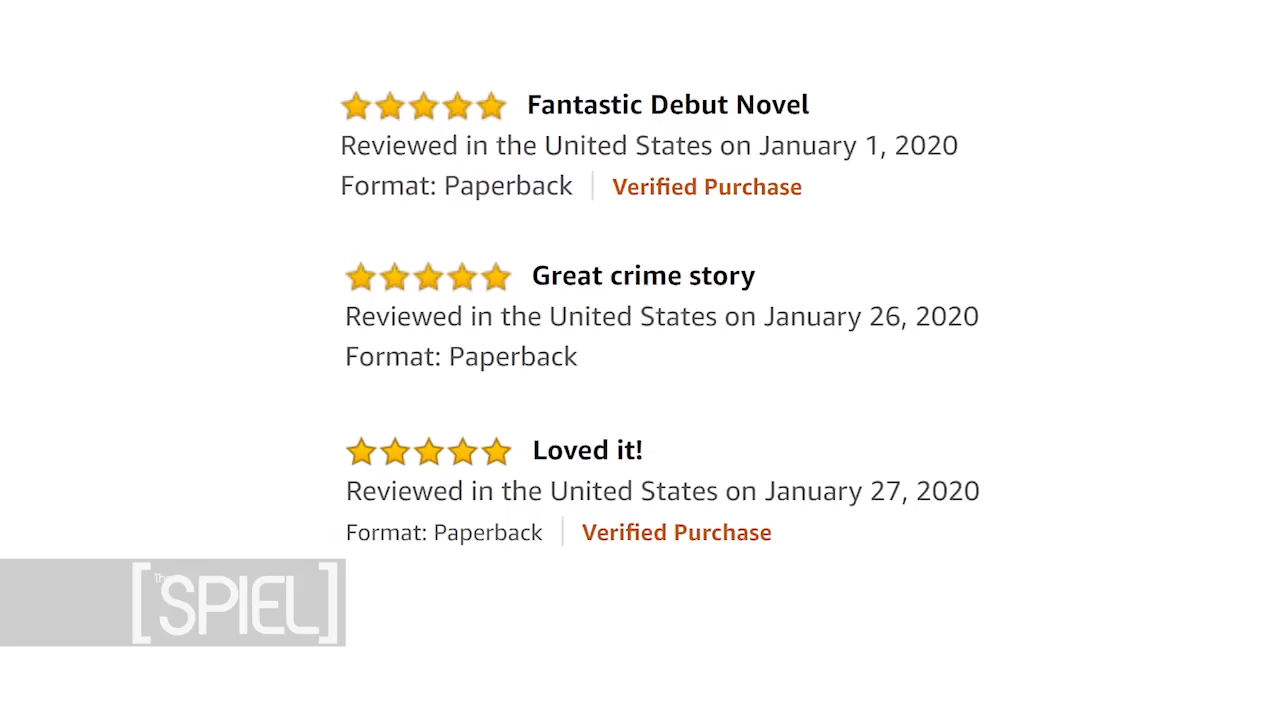 Fantastic Debut Novel
Reviewed in the United States on January 1, 2020
Format: Paperback | Verified Purchase
Great crime story
Reviewed in the United States on January 26, 2020
Format: Paperback
Loved it!
Reviewed in the United States on January 27, 2020
Format: Paperback | Verified Purchase
[The SPIEL]